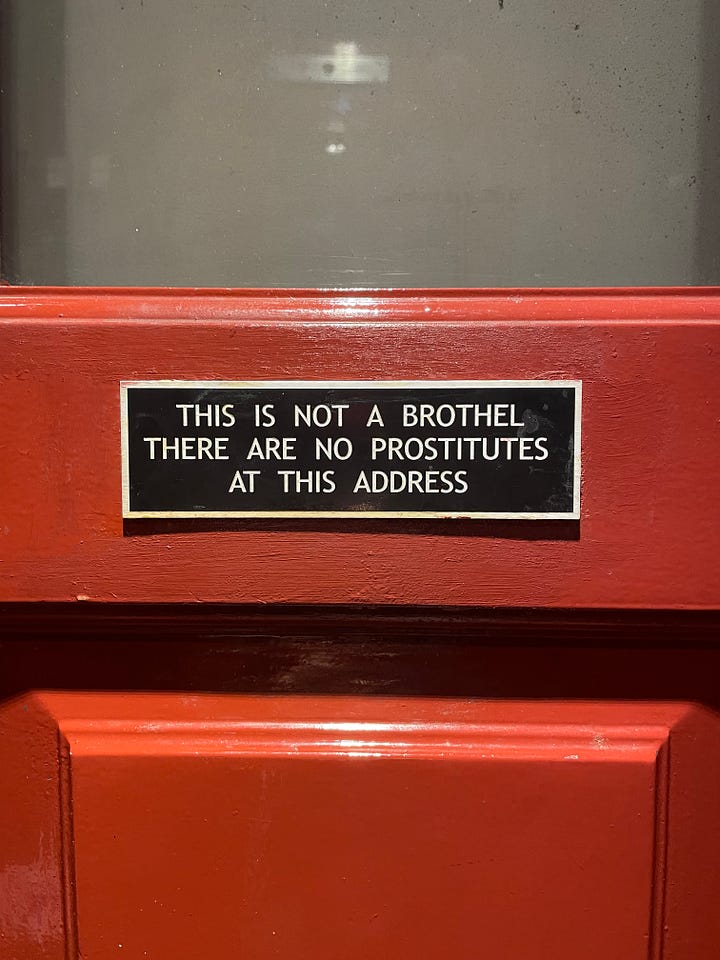 THIS IS NOT A BROTHEL
THERE ARE NO PROSTITUTES
AT THIS ADDRESS